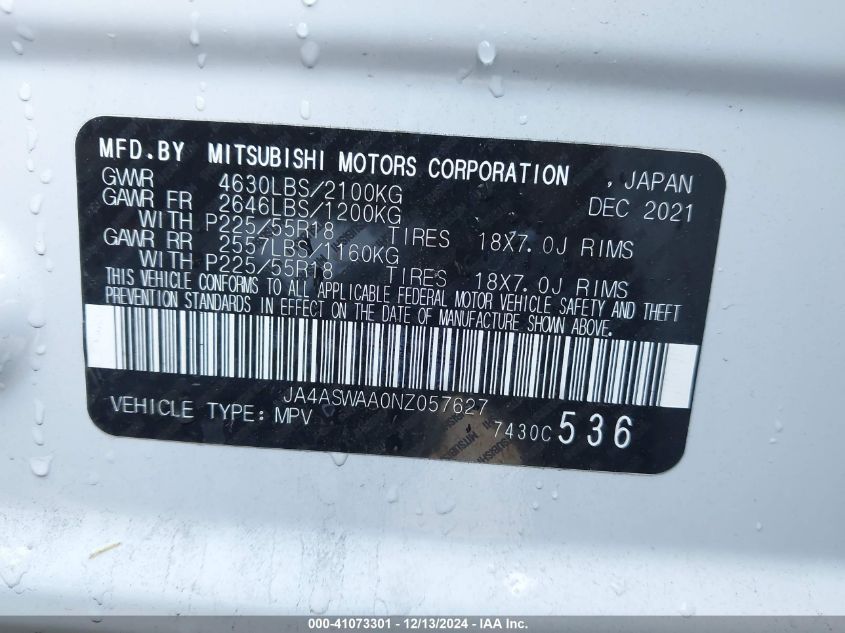 MFD.BY MITSUBISHI MOTORS CORPORATION , JAPAN
GVWR 4630LBS/2100KG DEC 2021
GAWR FR 2646LBS/1200KG
WITH P225/55R18 TIRES 18X7.0J RIMS
GAWR RR 2557LBS/1160KG
WITH P225/55R18 TIRES 18X7.0J RIMS
THIS VEHICLE CONFORMS TO ALL APPLICABLE FEDERAL MOTOR VEHICLE SAFETY AND THEFT
PREVENTION STANDARDS IN EFFECT ON THE DATE OF MANUFACTURE SHOWN ABOVE.
JA4ASWAA0NZ057627
VEHICLE TYPE: MPV 7430C 536
000-41073301 - 12/13/2024 - IAA Inc.